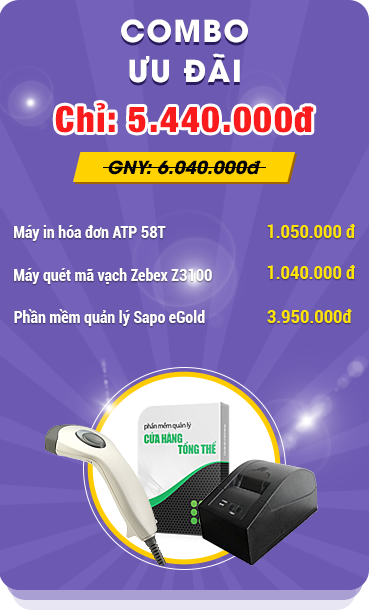 COMBO
ƯU ĐÃI
Chỉ: 5.440.000đ
GNY: 6.040.000đ
Máy in hóa đơn ATP 58T 1.050.000 đ
Máy quét mã vạch Zebex Z3100 1.040.000 đ
Phần mềm quản lý Sapo eGold 3.950.000đ
phần mềm quản lý
CỬA HÀNG
TỔNG THỂ